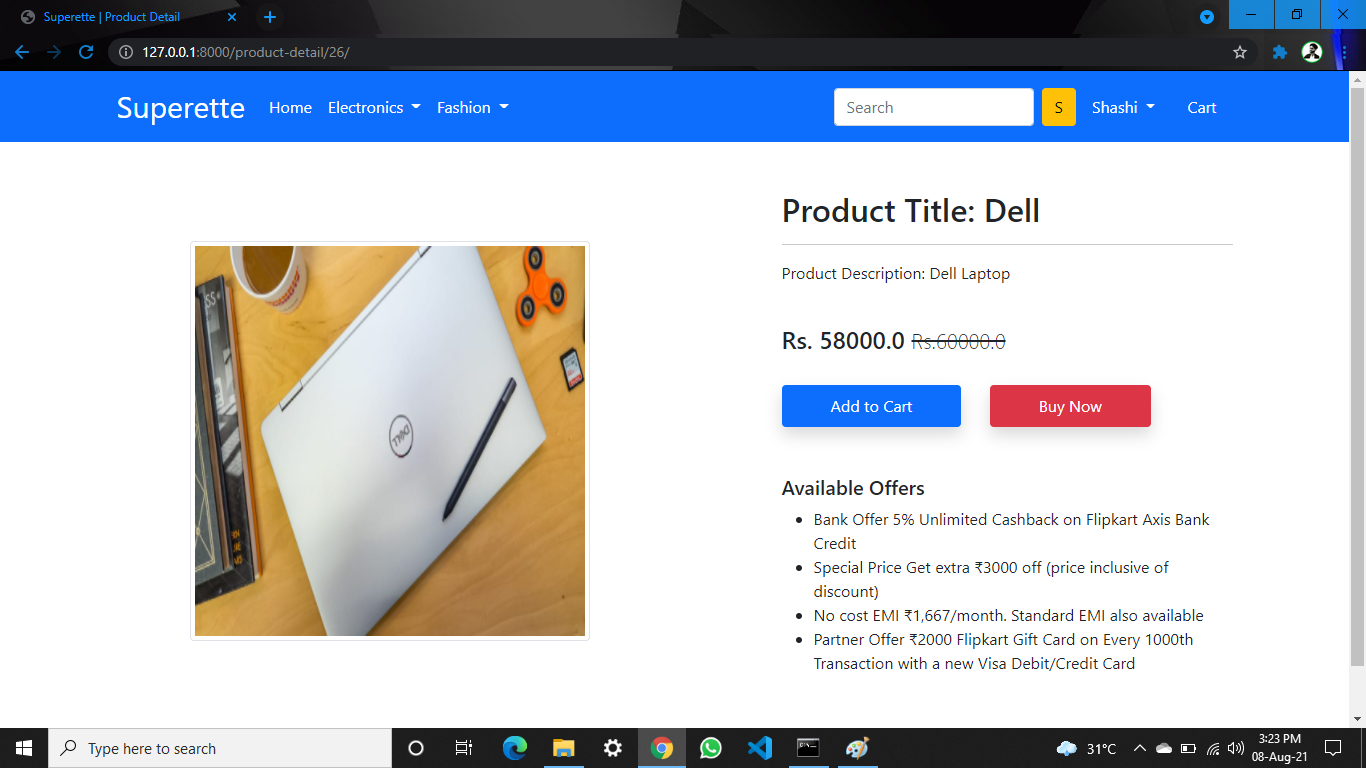 Superette | Product Detail
127.0.0.1:8000/product-detail/26/
Superette Home Electronics Fashion Search S Shashi Cart
Product Title: Dell
Product Description: Dell Laptop
Rs. 58000.0 Rs.60000.0
Add to Cart Buy Now
DELL
Available Offers
Bank Offer 5% Unlimited Cashback on Flipkart Axis Bank
Credit
Special Price Get extra ₹3000 off (price inclusive of
discount)
No cost EMI ₹1,667/month. Standard EMI also available
Partner Offer ₹2000 Flipkart Gift Card on Every 1000th
Transaction with a new Visa Debit/Credit Card
Type here to search
31°C
3:23 PM
08-Aug-21